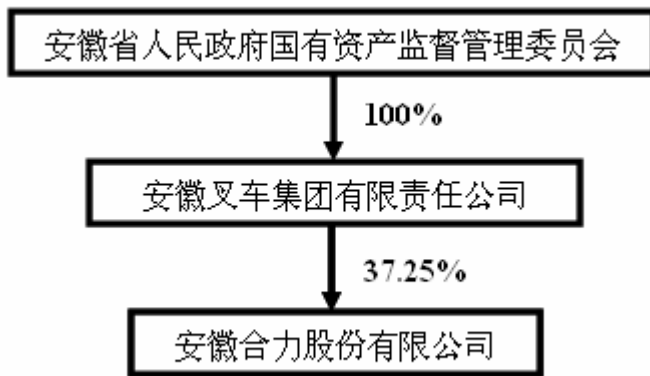 安徽省人民政府国有资产监督管理委员会
100%
安徽叉车集团有限责任公司
37.25%
安徽合力股份有限公司